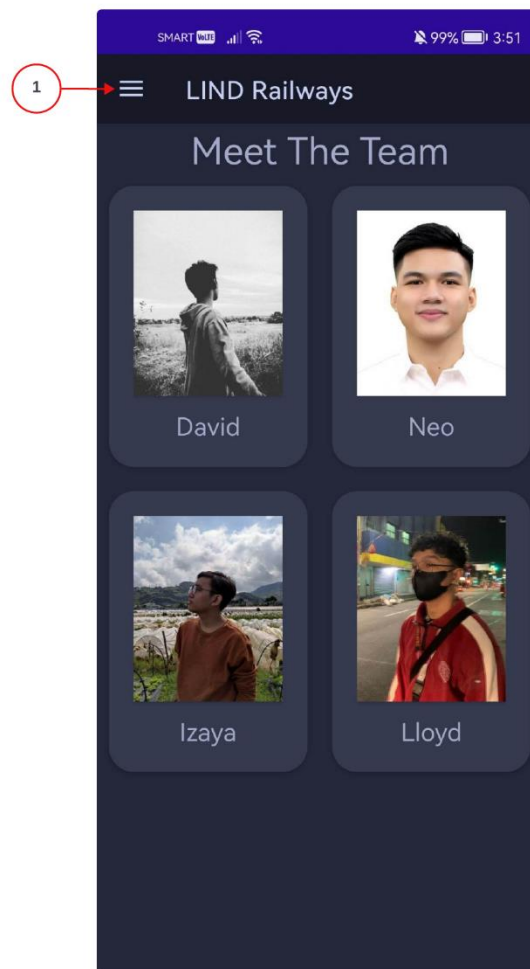 SMART VoLTE 99% 3:51
1
LIND Railways
Meet The Team
David Neo
Izaya Lloyd